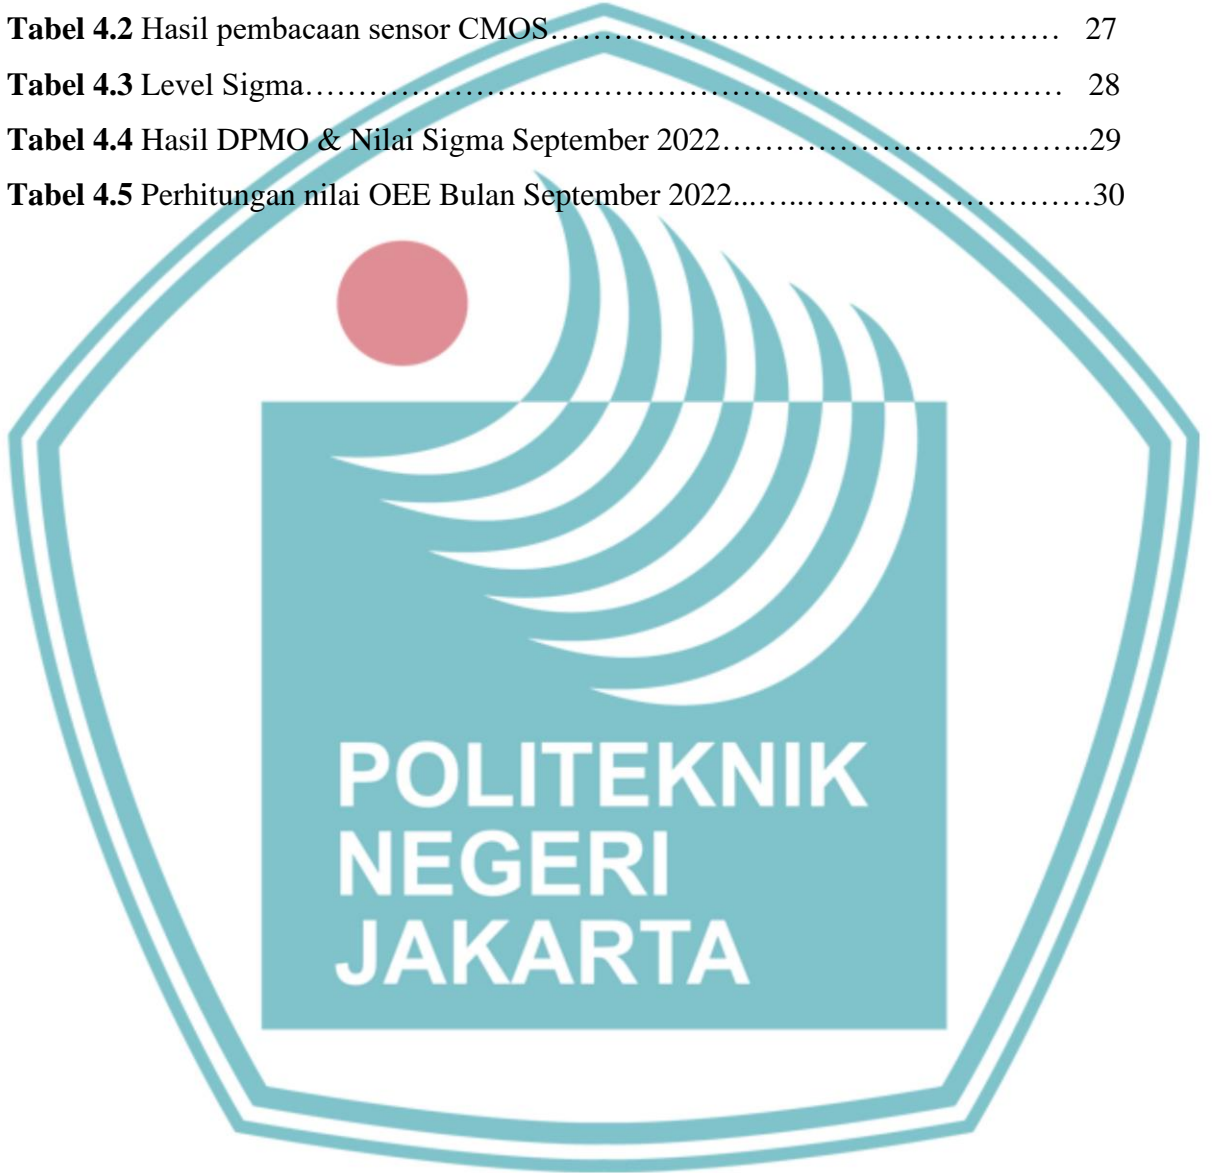 Tabel 4.2 Hasil pembacaan sensor CMOS…………….…………………………… 27
Tabel 4.3 Level Sigma……………………………………….…………….………… 28
Tabel 4.4 Hasil DPMO & Nilai Sigma September 2022……………………………..29
Tabel 4.5 Perhitungan nilai OEE Bulan September 2022...…..………………………30
POLITEKNIK
NEGERI
JAKARTA